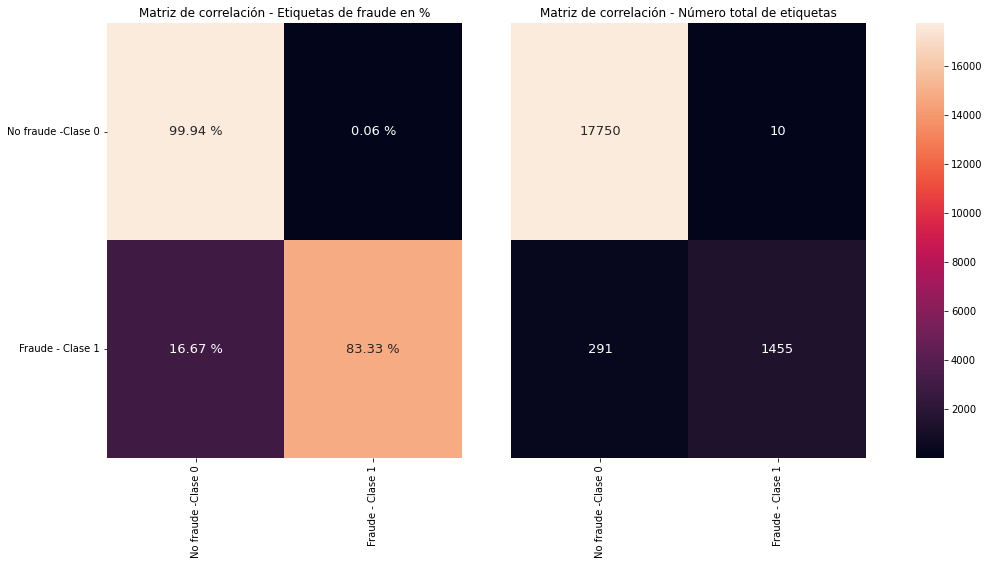 Matriz de correlación - Etiquetas de fraude en %
Matriz de correlación - Número total de etiquetas
No fraude -Clase 0
Fraude - Clase 1
99.94 %
0.06 %
16.67 %
83.33 %
17750
10
291
1455
No fraude -Clase 0
Fraude - Clase 1
No fraude -Clase 0
Fraude - Clase 1
16000
14000
12000
10000
8000
6000
4000
2000